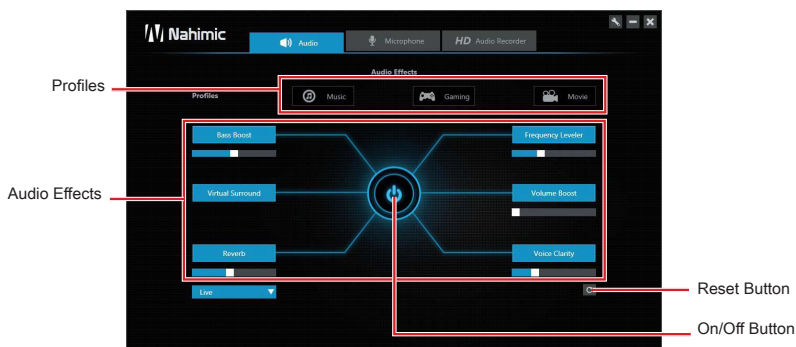 Nahimic
Audio
Microphone
HD Audio Recorder
Audio Effects
Profiles
Profiles
Music
Gaming
Movie
Bass Boost
Frequency Leveler
Audio Effects
Virtual Surround
Volume Boost
Reverb
Voice Clarity
Live
Reset Button
On/Off Button